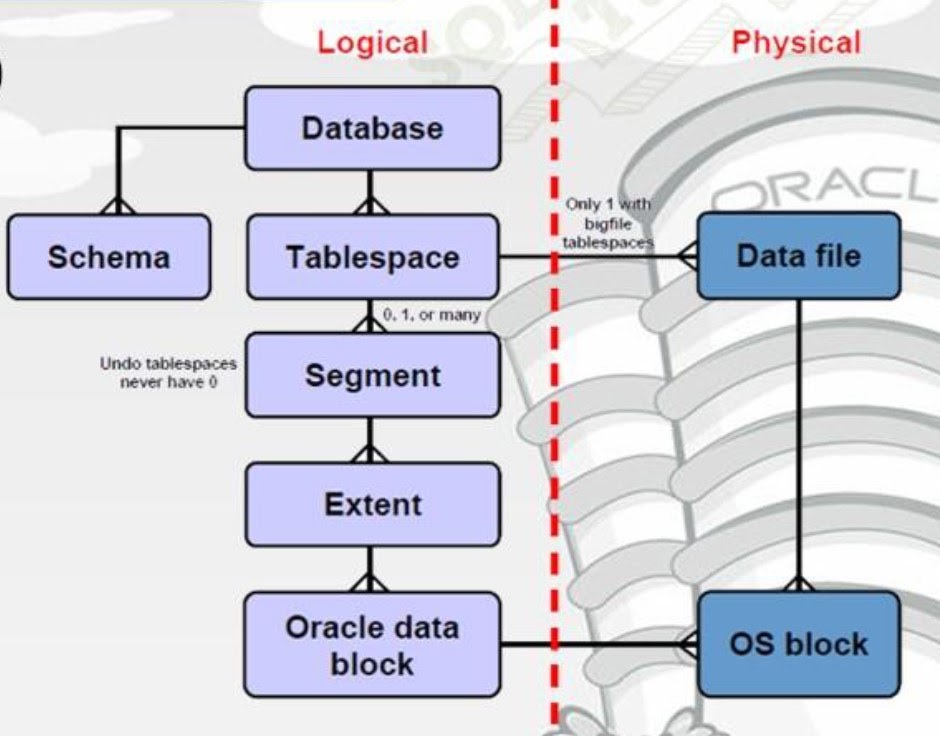 Logical
Physical
Database
Schema
Tablespace
Only 1 with
bigfile
tablespaces
Data file
0, 1, or many
Undo tablespaces
never have 0
Segment
Extent
Oracle data
block
OS block
ORACL